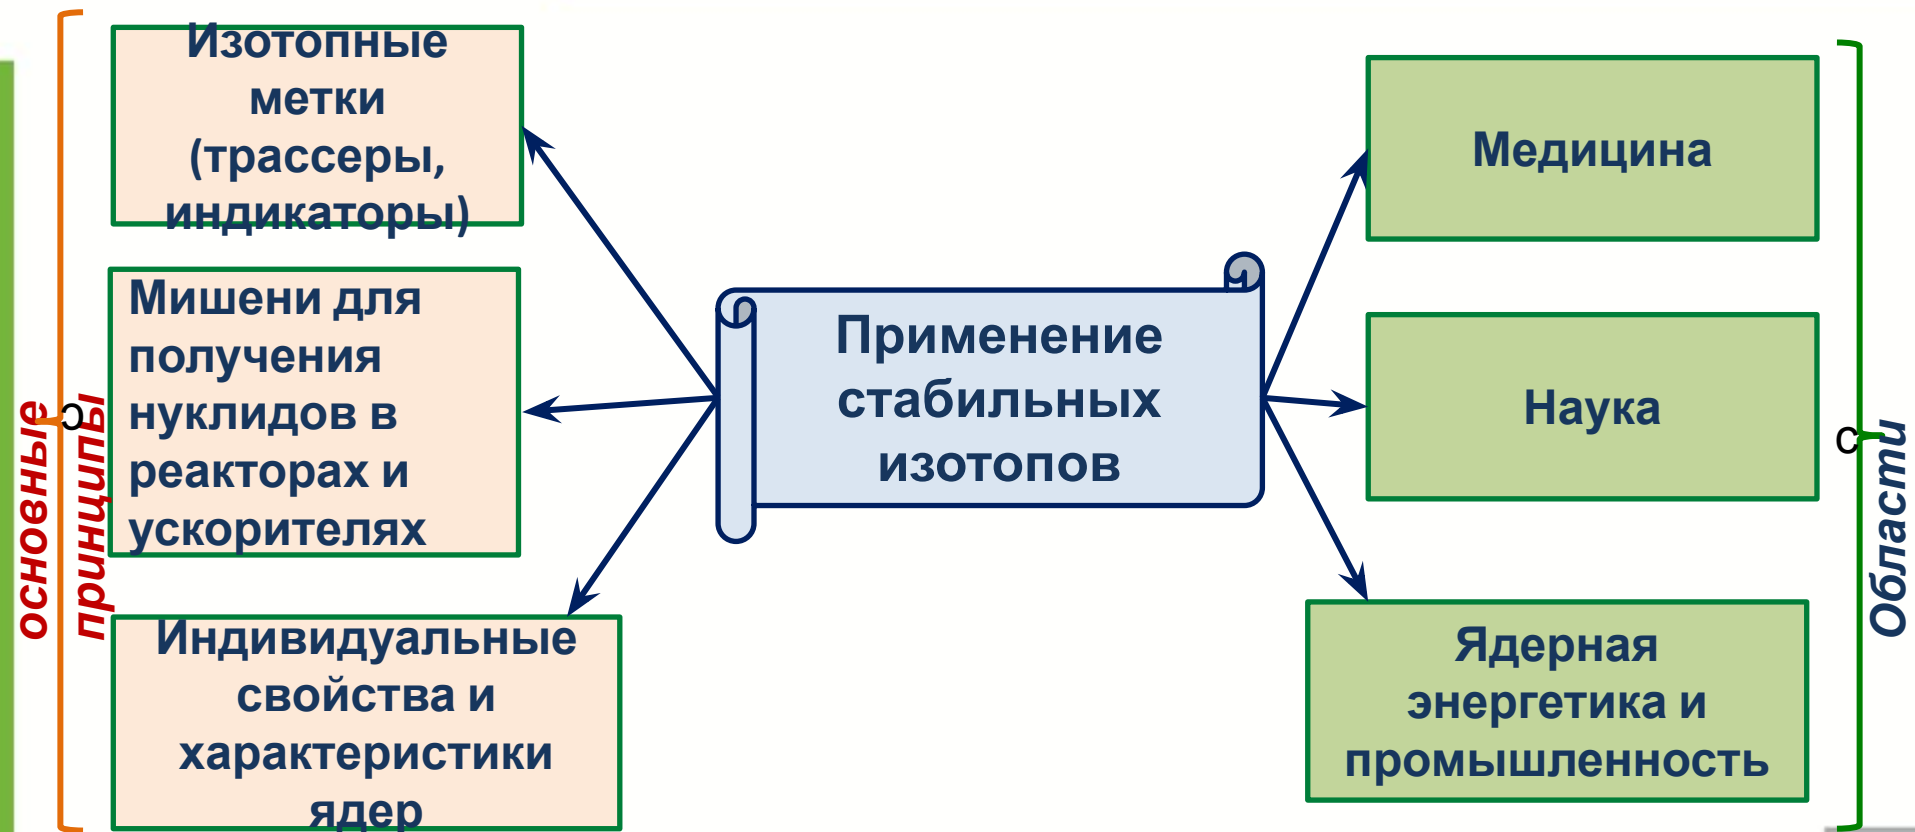 Изотопные
метки
(трассеры,
индикаторы)
Мишени для
получения
нуклидов в
реакторах и
ускорителях
Индивидуальные
свойства и
характеристики
ядер
основные
принципы
с
Применение
стабильных
изотопов
Медицина
Наука
Ядерная
энергетика и
промышленность
с
Области